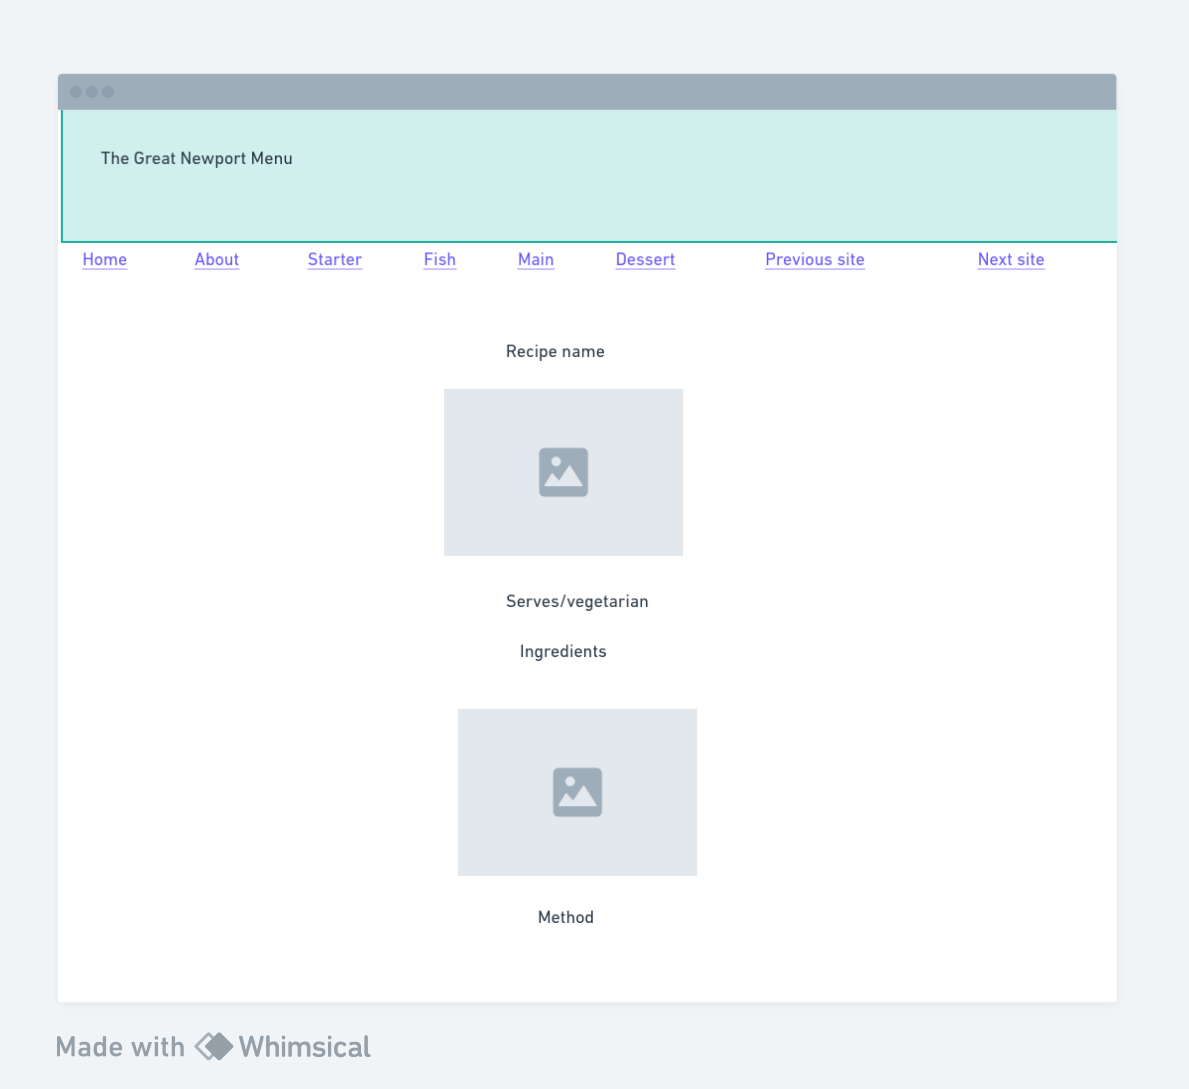 The Great Newport Menu
Home About Starter Fish Main Dessert Previous site Next site
Recipe name
Serves/vegetarian
Ingredients
Method
Made with Whimsical